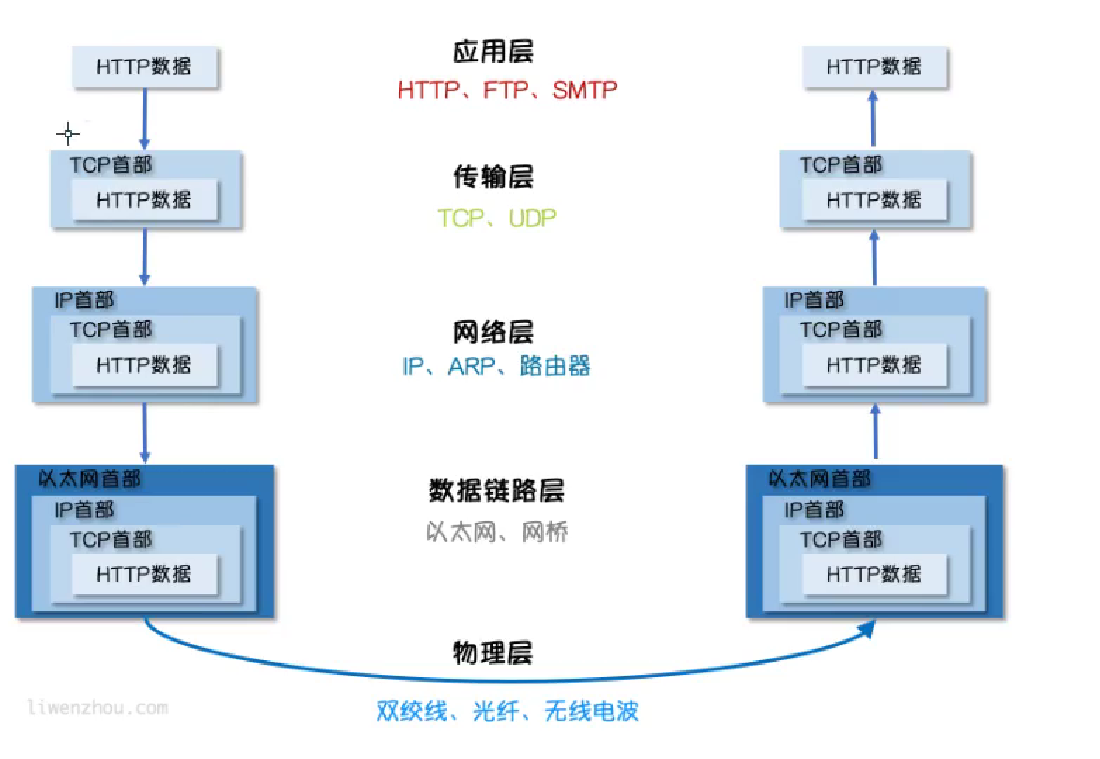 HTTP数据
应用层
HTTP数据
HTTP、FTP、SMTP
TCP首部
HTTP数据
传输层
TCP、UDP
TCP首部
HTTP数据
IP首部
TCP首部
HTTP数据
网络层
IP、ARP、路由器
IP首部
TCP首部
HTTP数据
以太网首部
IP首部
TCP首部
HTTP数据
数据链路层
以太网、网桥
以太网首部
IP首部
TCP首部
HTTP数据
物理层
双绞线、光纤、无线电波
liwenzhou.com